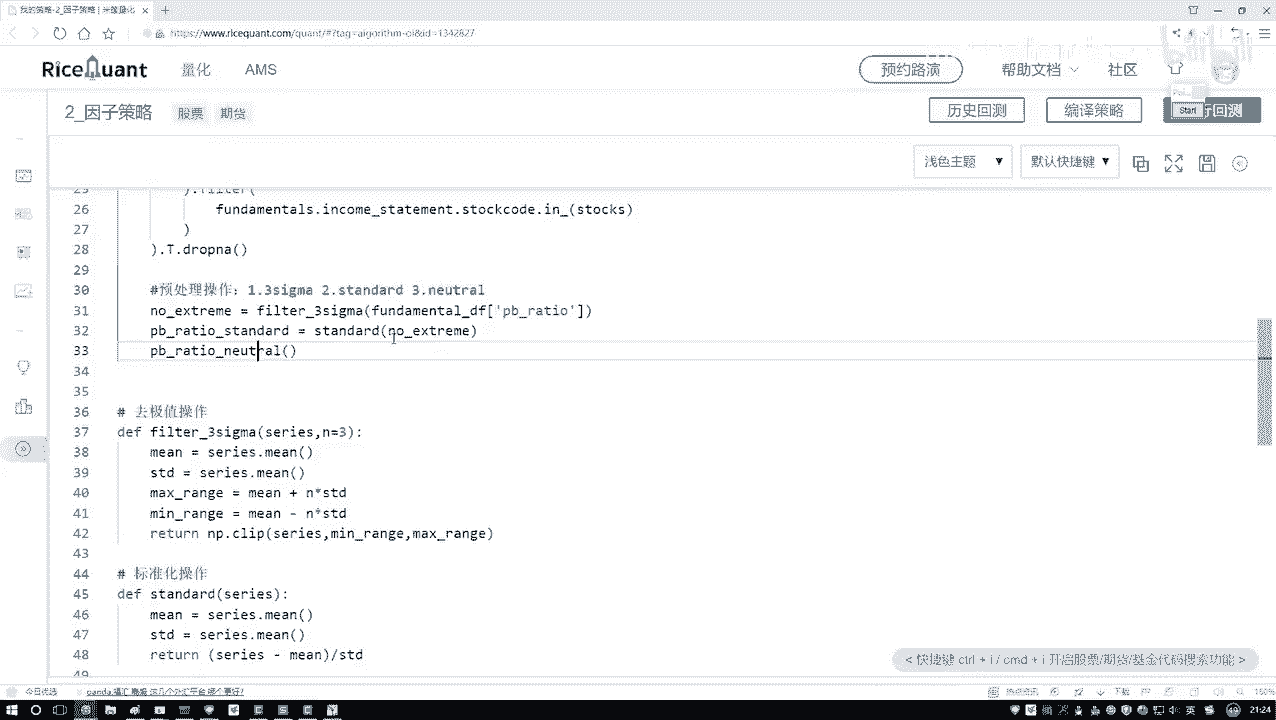 我的策略-2_因子策略 | 米筐量化
https://www.ricequant.com/quant/#?tag=algorithm-ol&id=1342827
RiceQuant 量化 AMS 预约路演 帮助文档 社区
2_因子策略 股票 期货 历史回测 编译策略 Start 行回测
浅色主题 默认快捷键
25 ).filter(
26 fundamentals.income_statement.stockcode.in_(stocks)
27 )
28 ).T.dropna()
29
30 #预处理操作：1.3sigma 2.standard 3.neutral
31 no_extreme = filter_3sigma(fundamental_df['pb_ratio'])
32 pb_ratio_standard = standard(no_extreme)
33 pb_ratio_neutral()
34
35
36 # 去极值操作
37 def filter_3sigma(series,n=3):
38 mean = series.mean()
39 std = series.mean()
40 max_range = mean + n*std
41 min_range = mean - n*std
42 return np.clip(series,min_range,max_range)
43
44 # 标准化操作
45 def standard(series):
46 mean = series.mean()
47 std = series.mean()
48 return (series - mean)/std
49
< 快捷键 ctrl + i / cmd + i 开启股票/期货/基金代码搜索功能 >
今日优选
21:24